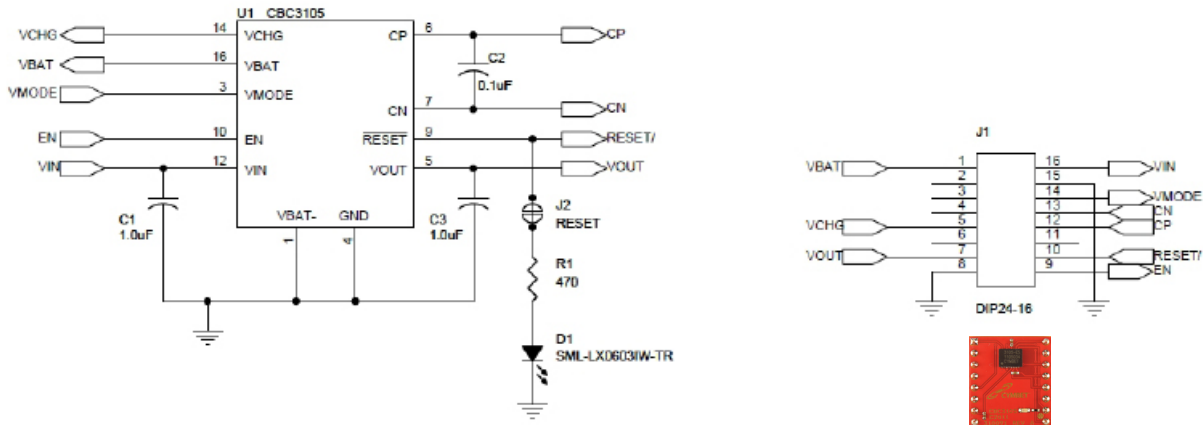 U1 CBC3105
VCHG 14 VCHG CP 6 CP
VBAT 16 VBAT
C2
0.1uF
VMODE 3 VMODE
CN 7 CN
EN 10 EN RESET 9 RESET/
VIN 12 VIN VOUT 5 VOUT
C1
1.0uF
VBAT- GND
1 4
C3
1.0uF
J2
RESET
R1
470
D1
SML-LX0603IW-TR
J1
VBAT 1 16 VIN
2 15
3 14 VMODE
4 13 CN
VCHG 5 12 CP
6 11
VOUT 7 10 RESET/
8 9 EN
DIP24-16